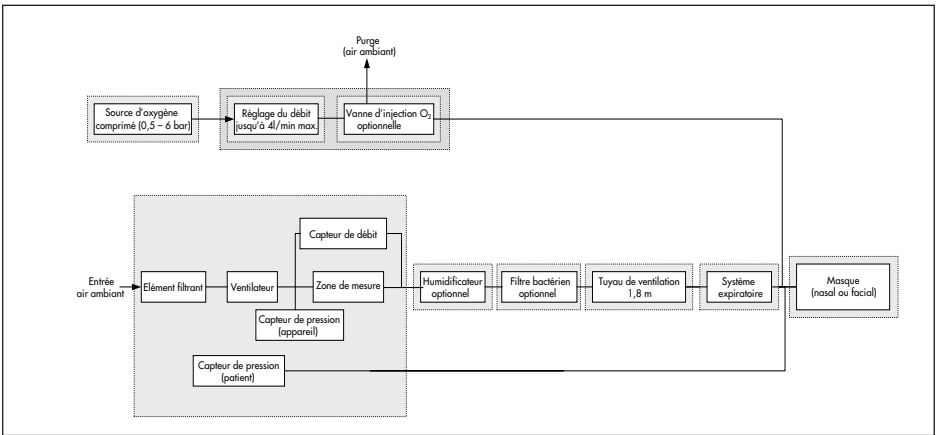 Purge
(air ambiant)
Source d'oxygène
comprimé (0,5 – 6 bar)
Réglage du débit
jusqu'à 4l/min max.
Vanne d'injection O₂
optionnelle
Capteur de débit
Entrée
air ambiant
Elément filtrant
Ventilateur
Zone de mesure
Humidificateur
optionnel
Filtre bactérien
optionnel
Tuyau de ventilation
1,8 m
Système
expiratoire
Masque
(nasal ou facial)
Capteur de pression
(appareil)
Capteur de pression
(patient)